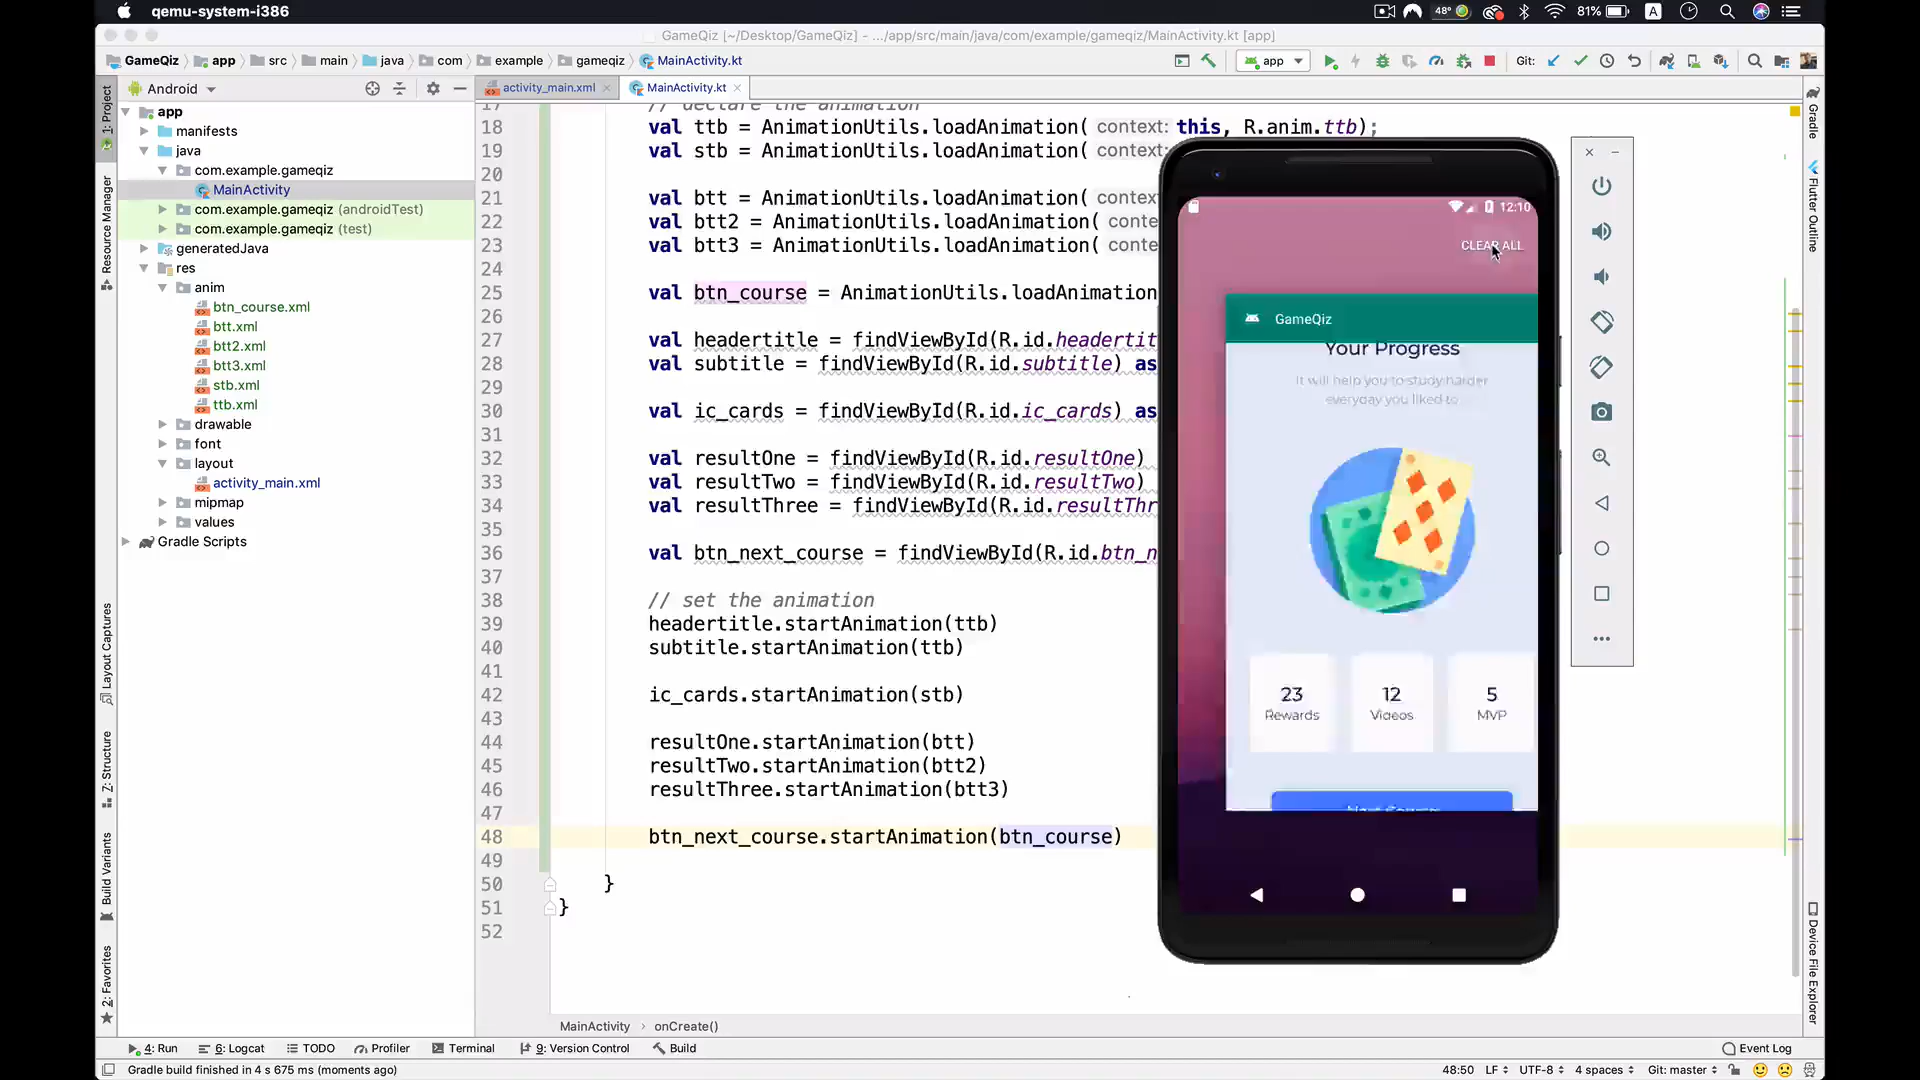 qemu-system-i386
48°
81%
A
GameQiz [~/Desktop/GameQiz] - .../app/src/main/java/com/example/gameqiz/MainActivity.kt [app]
GameQiz app src main java com example gameqiz MainActivity.kt
app
Git:
Android
activity_main.xml
MainActivity.kt
app
manifests
java
com.example.gameqiz
MainActivity
com.example.gameqiz (androidTest)
com.example.gameqiz (test)
generatedJava
res
anim
btn_course.xml
btt.xml
btt2.xml
btt3.xml
stb.xml
ttb.xml
drawable
font
layout
activity_main.xml
mipmap
values
Gradle Scripts
1: Project
Resource Manager
Layout Captures
7: Structure
Build Variants
2: Favorites
17 // declare the animation
18 val ttb = AnimationUtils.loadAnimation( context: this, R.anim.ttb);
19 val stb = AnimationUtils.loadAnimation( context:
20
21 val btt = AnimationUtils.loadAnimation( context:
22 val btt2 = AnimationUtils.loadAnimation( conte
23 val btt3 = AnimationUtils.loadAnimation( conte
24
25 val btn_course = AnimationUtils.loadAnimation
26
27 val headertitle = findViewById(R.id.headertit
28 val subtitle = findViewById(R.id.subtitle) as
29
30 val ic_cards = findViewById(R.id.ic_cards) as
31
32 val resultOne = findViewById(R.id.resultOne)
33 val resultTwo = findViewById(R.id.resultTwo)
34 val resultThree = findViewById(R.id.resultThr
35
36 val btn_next_course = findViewById(R.id.btn_n
37
38 // set the animation
39 headertitle.startAnimation(ttb)
40 subtitle.startAnimation(ttb)
41
42 ic_cards.startAnimation(stb)
43
44 resultOne.startAnimation(btt)
45 resultTwo.startAnimation(btt2)
46 resultThree.startAnimation(btt3)
47
48 btn_next_course.startAnimation(btn_course)
49
50 }
51 }
52
12:10
CLEAR ALL
GameQiz
Your Progress
It will help you to study harder
everyday you liked to
23
Rewards
12
Videos
5
MVP
Next Course
Gradle
Flutter Outline
Device File Explorer
MainActivity › onCreate()
4: Run
6: Logcat
TODO
Profiler
Terminal
9: Version Control
Build
Event Log
Gradle build finished in 4 s 675 ms (moments ago)
48:50 LF UTF-8 4 spaces Git: master